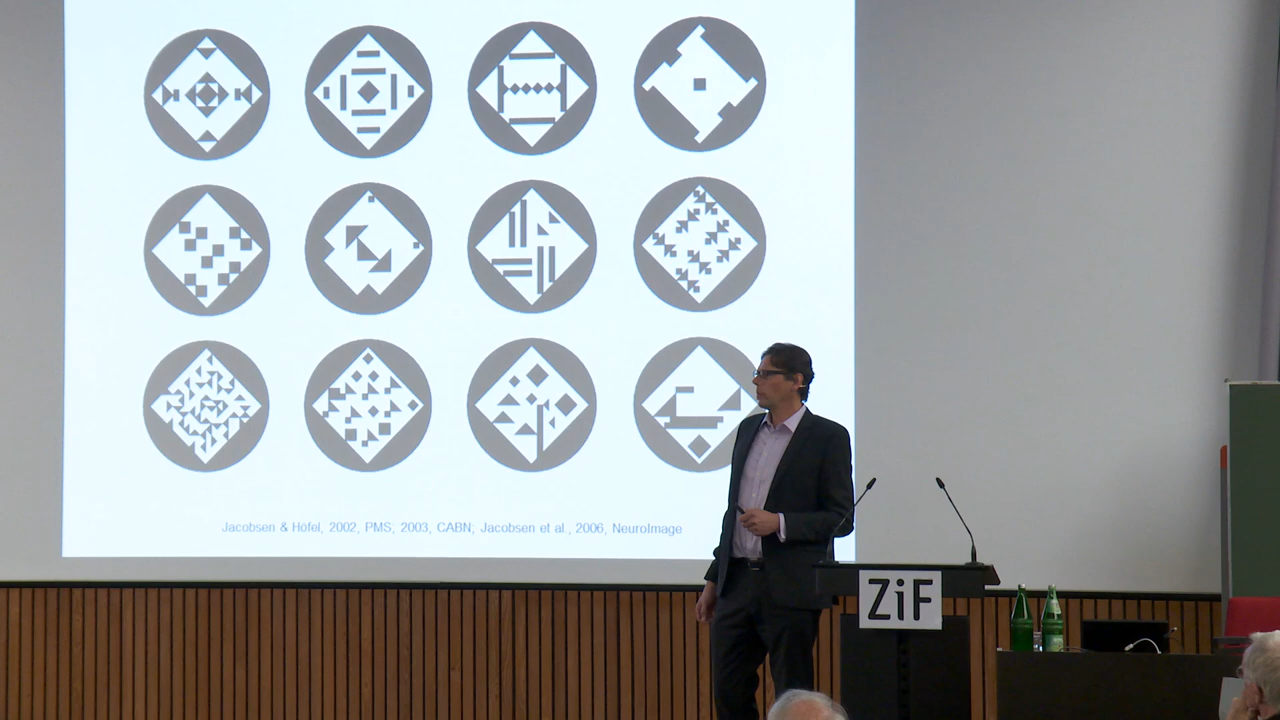 Jacobsen & Höfel, 2002, PMS; 2003, CABN; Jacobsen et al., 2006, NeuroImage
ZiF